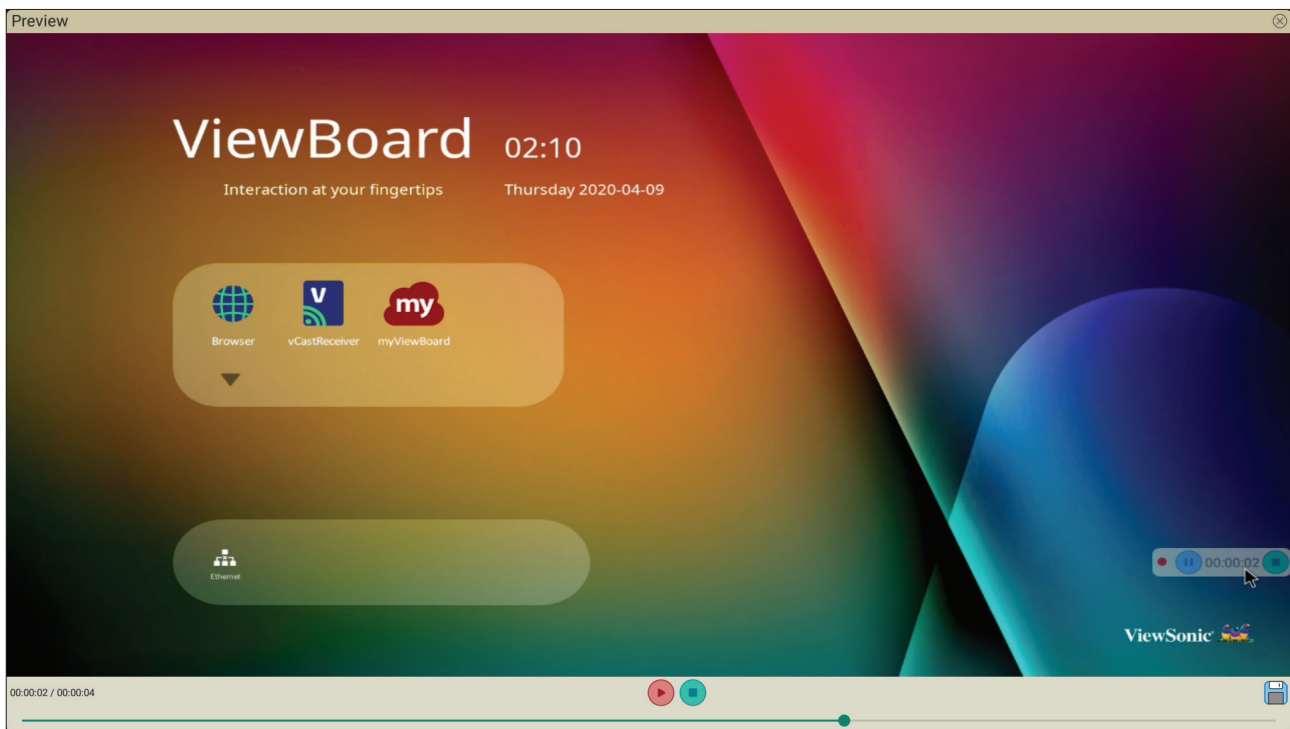 Preview
ViewBoard 02:10
Interaction at your fingertips Thursday 2020-04-09
V my
Browser vCastReceiver myViewBoard
Ethernet
00:00:02
ViewSonic
00:00:02 / 00:00:04